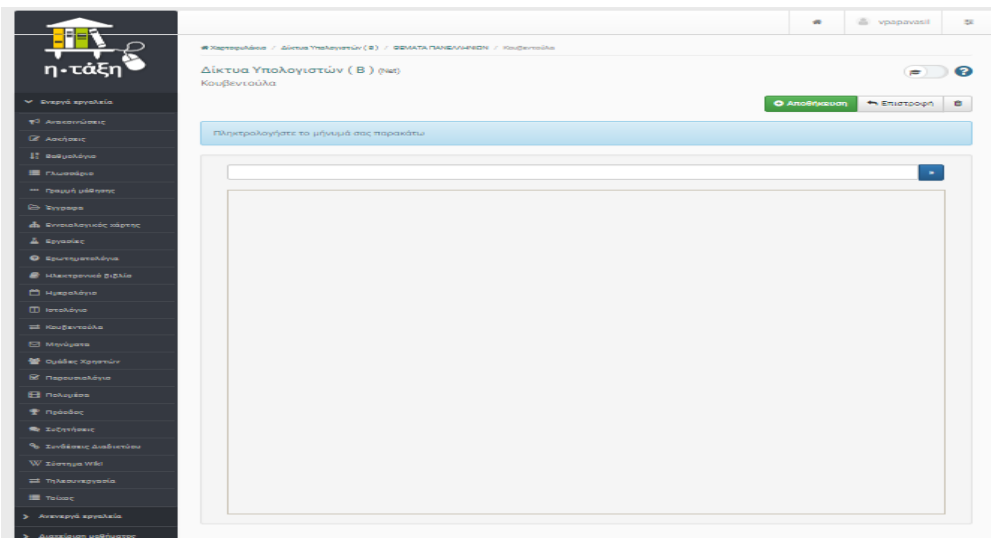 vpapavasil
Χαρτοφυλάκιο / Δίκτυα Υπολογιστών ( Β ) / ΘΕΜΑΤΑ ΠΑΝΕΛΛΗΝΙΩΝ / Κουβεντούλα
η-τάξη
Δίκτυα Υπολογιστών ( Β ) (Net)
Κουβεντούλα
Αποθήκευση
Επιστροφή
Πληκτρολογήστε το μήνυμά σας παρακάτω
»
Ενεργά εργαλεία
Ανακοινώσεις
Ασκήσεις
Βαθμολόγιο
Γλωσσάριο
Γραμμή μάθησης
Έγγραφα
Εννοιολογικός χάρτης
Εργασίες
Ερωτηματολόγια
Ηλεκτρονικό βιβλίο
Ημερολόγιο
Ιστολόγιο
Κουβεντούλα
Μηνύματα
Ομάδες Χρηστών
Παρουσιολόγιο
Πολυμέσα
Πρόοδος
Συζητήσεις
Συνδέσεις Διαδικτύου
Σύστημα Wiki
Τηλεσυνεργασία
Τοίχος
Ανενεργά εργαλεία
Διαχείριση μαθήματος